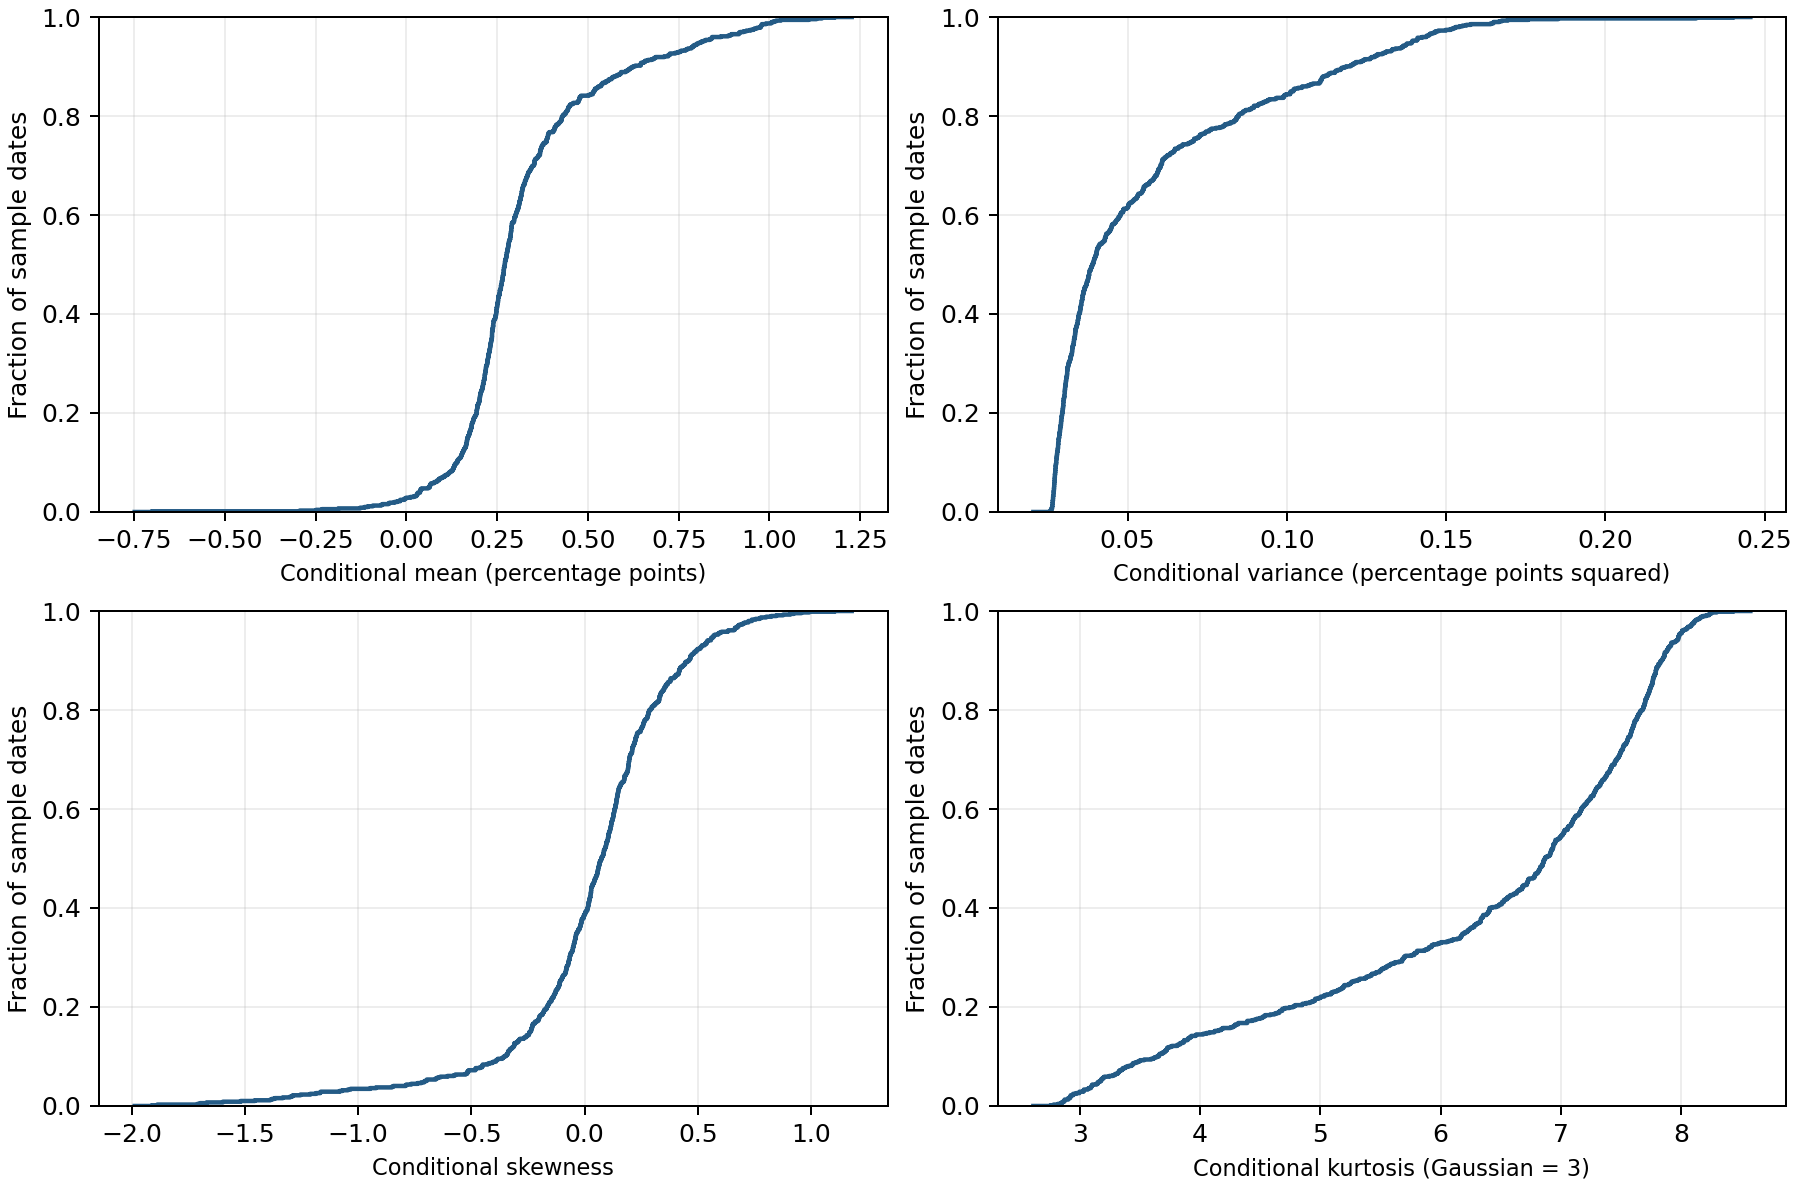 1.0
0.8
0.6
0.4
0.2
0.0
Fraction of sample dates
−0.75 −0.50 −0.25 0.00 0.25 0.50 0.75 1.00 1.25
Conditional mean (percentage points)
1.0
0.8
0.6
0.4
0.2
0.0
Fraction of sample dates
0.05 0.10 0.15 0.20 0.25
Conditional variance (percentage points squared)
1.0
0.8
0.6
0.4
0.2
0.0
Fraction of sample dates
−2.0 −1.5 −1.0 −0.5 0.0 0.5 1.0
Conditional skewness
1.0
0.8
0.6
0.4
0.2
0.0
Fraction of sample dates
3 4 5 6 7 8
Conditional kurtosis (Gaussian = 3)